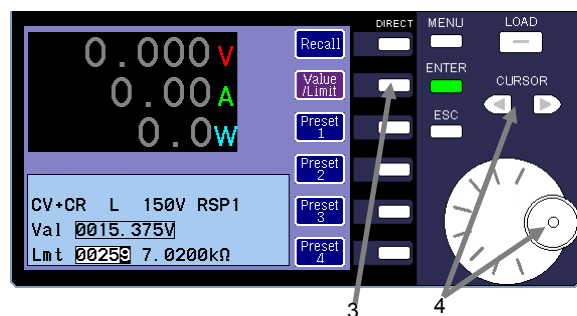 DIRECT MENU LOAD
0.000V
Recall
0.00A
Value
/Limit
ENTER
CURSOR
0.0W
Preset
1
ESC
Preset
2
CV+CR L 150V RSP1
Preset
3
Val 0015.375V
Lmt 00259 7.0200kΩ
Preset
4
3
4